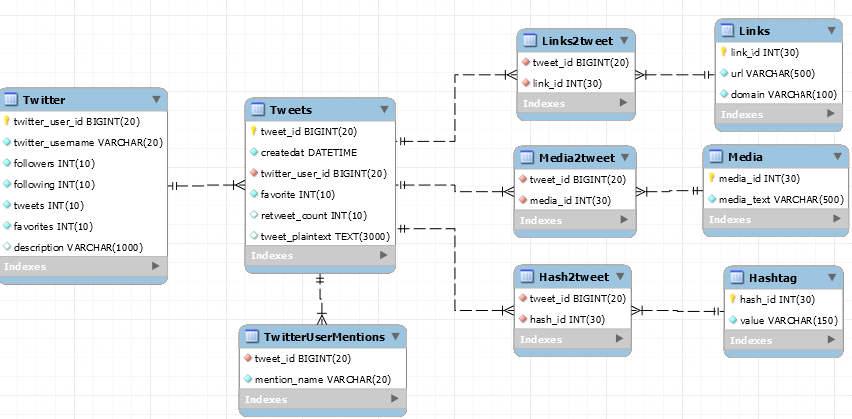 Twitter
twitter_user_id BIGINT(20)
twitter_username VARCHAR(20)
followers INT(10)
following INT(10)
tweets INT(10)
favorites INT(10)
description VARCHAR(1000)
Indexes
Tweets
tweet_id BIGINT(20)
createdat DATETIME
twitter_user_id BIGINT(20)
favorite INT(10)
retweet_count INT(10)
tweet_plaintext TEXT(3000)
Indexes
TwitterUserMentions
tweet_id BIGINT(20)
mention_name VARCHAR(20)
Indexes
Links2tweet
tweet_id BIGINT(20)
link_id INT(30)
Indexes
Links
link_id INT(30)
url VARCHAR(500)
domain VARCHAR(100)
Indexes
Media2tweet
tweet_id BIGINT(20)
media_id INT(30)
Indexes
Media
media_id INT(30)
media_text VARCHAR(500)
Indexes
Hash2tweet
tweet_id BIGINT(20)
hash_id INT(30)
Indexes
Hashtag
hash_id INT(30)
value VARCHAR(150)
Indexes